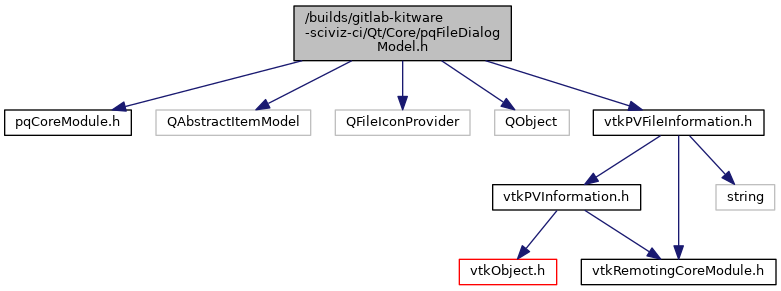 /builds/gitlab-kitware
-sciviz-ci/Qt/Core/pqFileDialog
Model.h
pqCoreModule.h
QAbstractItemModel
QFileIconProvider
QObject
vtkPVFileInformation.h
vtkPVInformation.h
string
vtkObject.h
vtkRemotingCoreModule.h